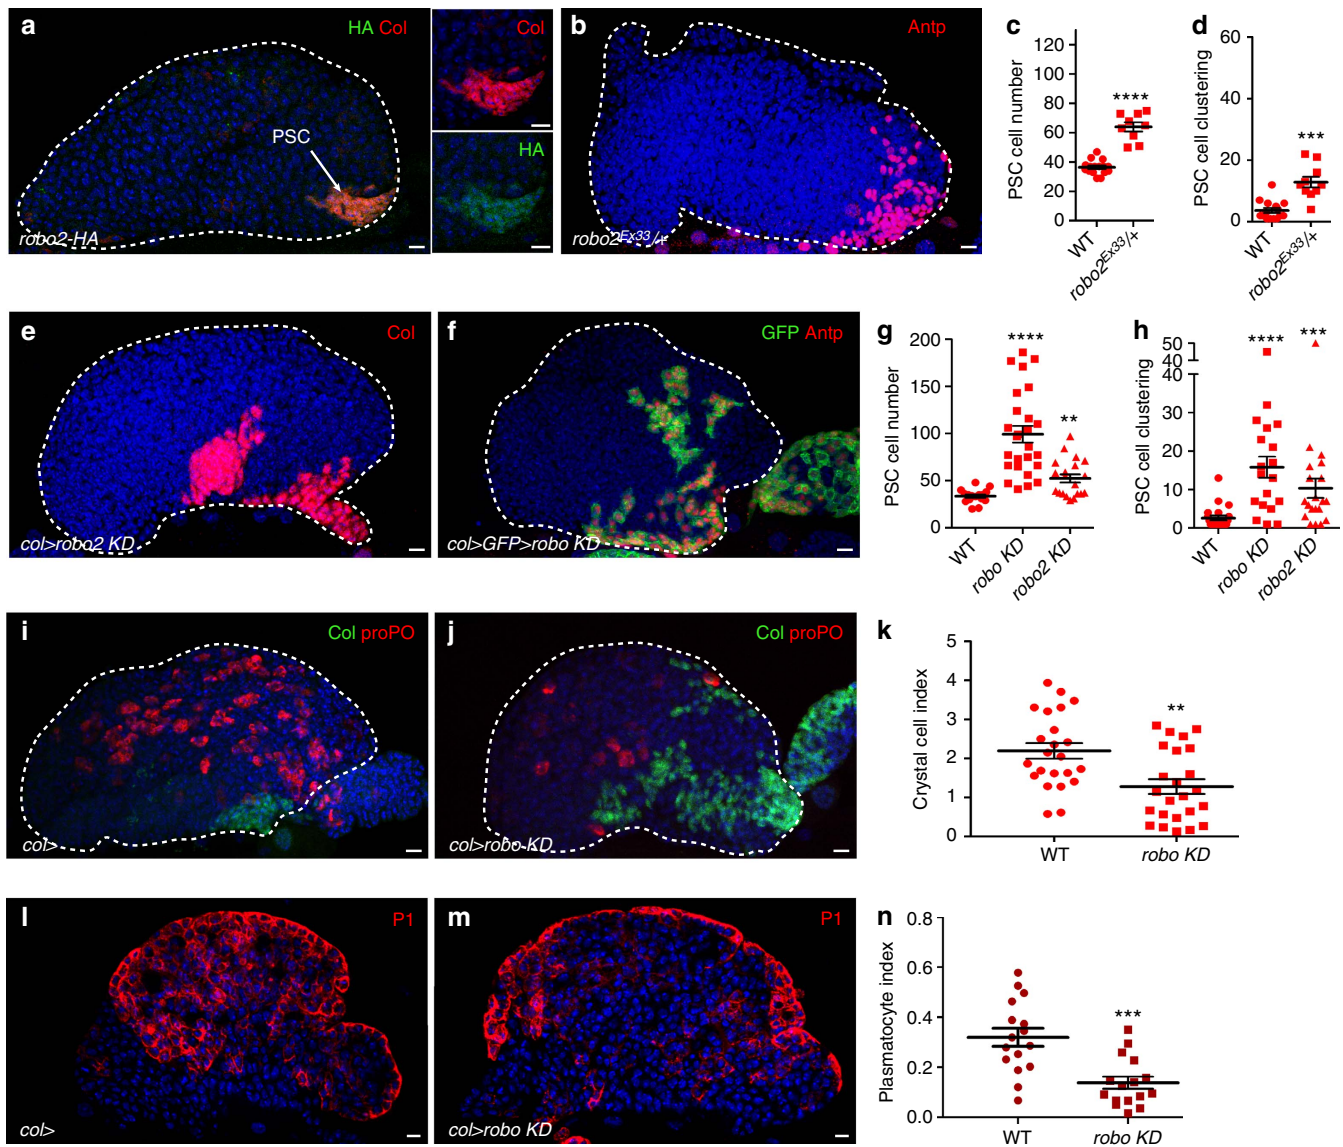 a
HA Col
PSC
robo2-HA
Col
HA
b
Antp
robo2Ex33/+
c
PSC cell number
120
100
80
60
40
20
0
****
WT
robo2Ex33/+
d
PSC cell clustering
60
40
20
0
***
WT
robo2Ex33/+
e
Col
col>robo2 KD
f
GFP Antp
col>GFP>robo KD
g
PSC cell number
200
150
100
50
0
****
**
WT
robo KD
robo2 KD
h
PSC cell clustering
50
40
40
30
20
10
0
****
***
WT
robo KD
robo2 KD
i
Col proPO
col>
j
Col proPO
col>robo-KD
k
Crystal cell index
5
4
3
2
1
0
**
WT
robo KD
l
P1
col>
m
P1
col>robo KD
n
Plasmatocyte index
0.8
0.6
0.4
0.2
0.0
***
WT
robo KD